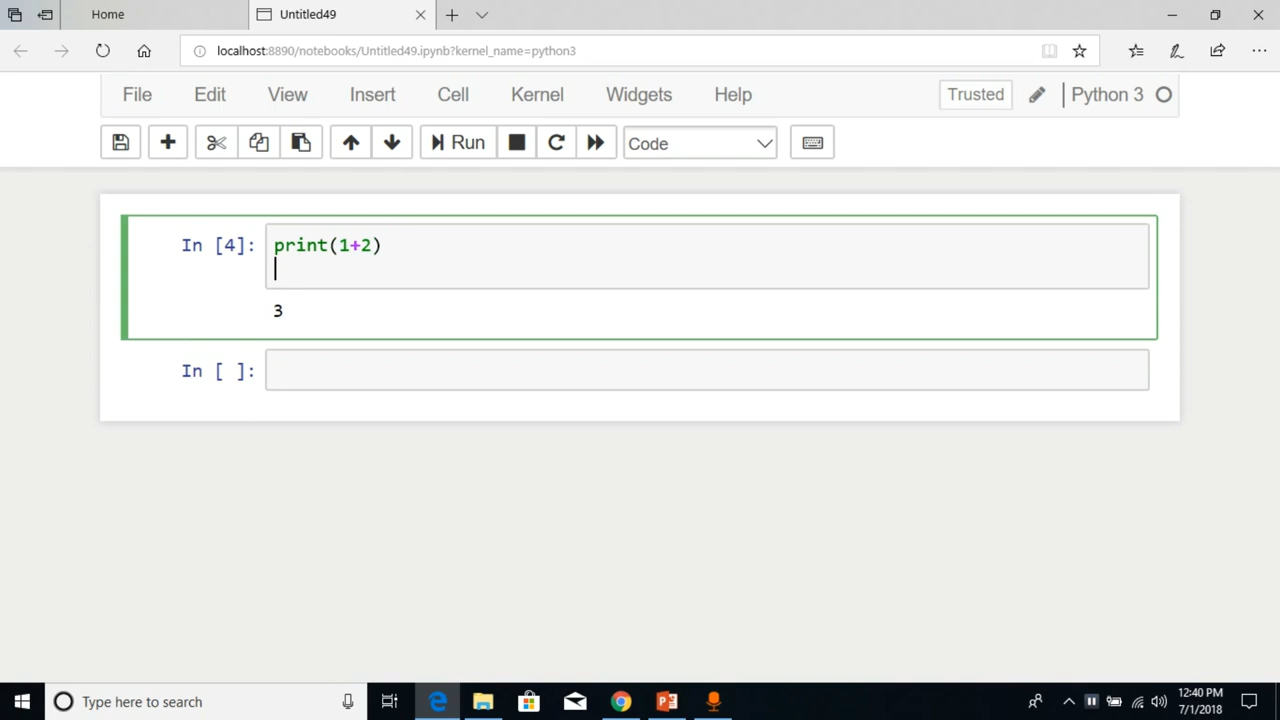 Home
Untitled49
localhost:8890/notebooks/Untitled49.ipynb?kernel_name=python3
File Edit View Insert Cell Kernel Widgets Help Trusted Python 3
Run Code
In [4]: print(1+2)
3
In [ ]:
Type here to search
12:40 PM
7/1/2018